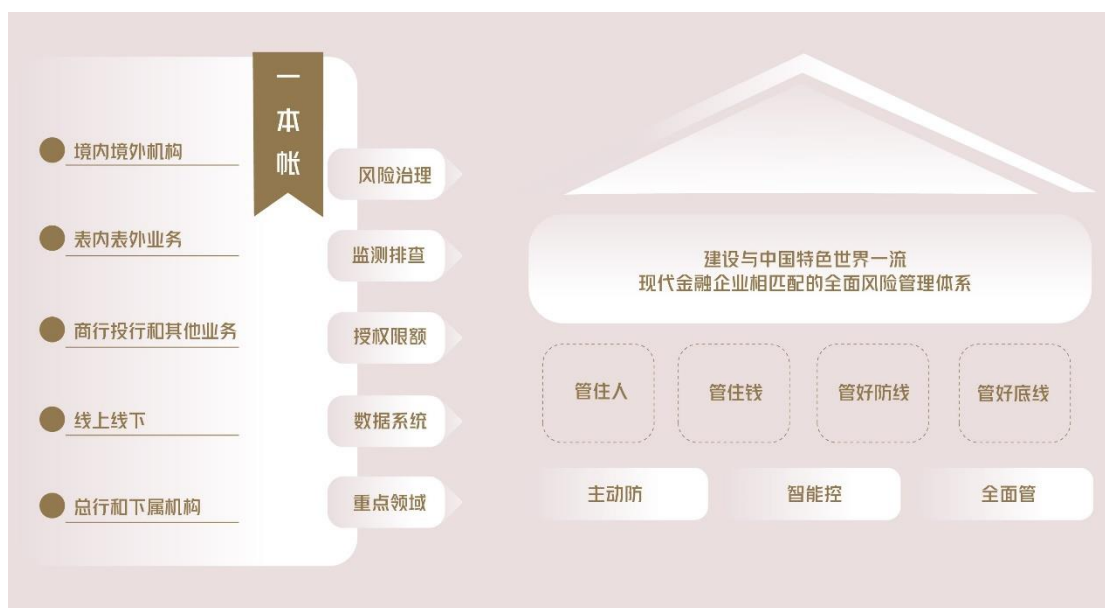 一本帐
境内境外机构
表内表外业务
商行投行和其他业务
线上线下
总行和下属机构
风险治理
监测排查
授权限额
数据系统
重点领域
建设与中国特色世界一流
现代金融企业相匹配的全面风险管理体系
管住人
管住钱
管好防线
管好底线
主动防
智能控
全面管